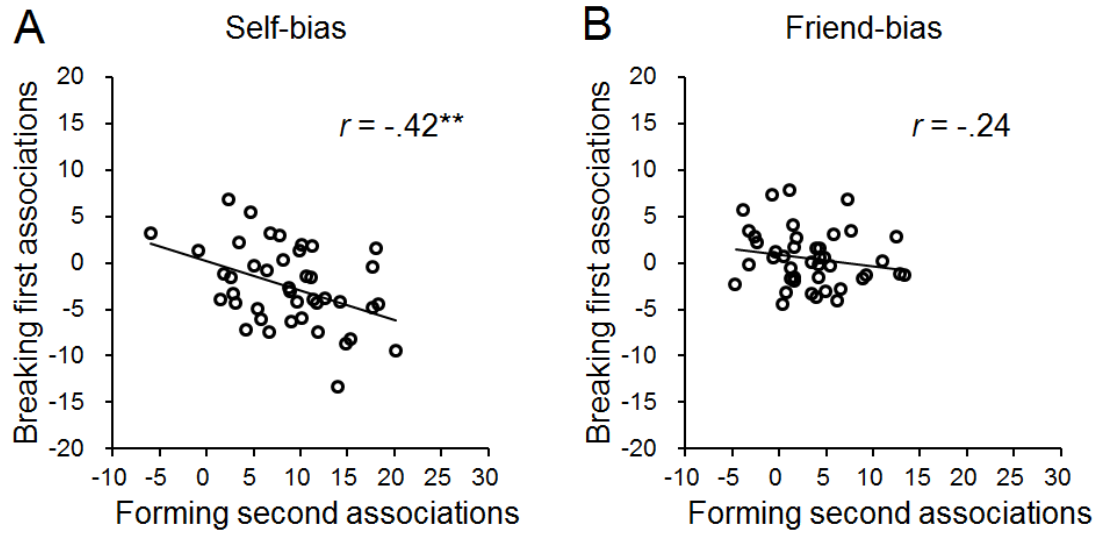 A
Self-bias
Breaking first associations
20
15
10
5
0
-5
-10
-15
-20
r = -.42**
-10 -5 0 5 10 15 20 25 30
Forming second associations
B
Friend-bias
Breaking first associations
20
15
10
5
0
-5
-10
-15
-20
r = -.24
-10 -5 0 5 10 15 20 25 30
Forming second associations